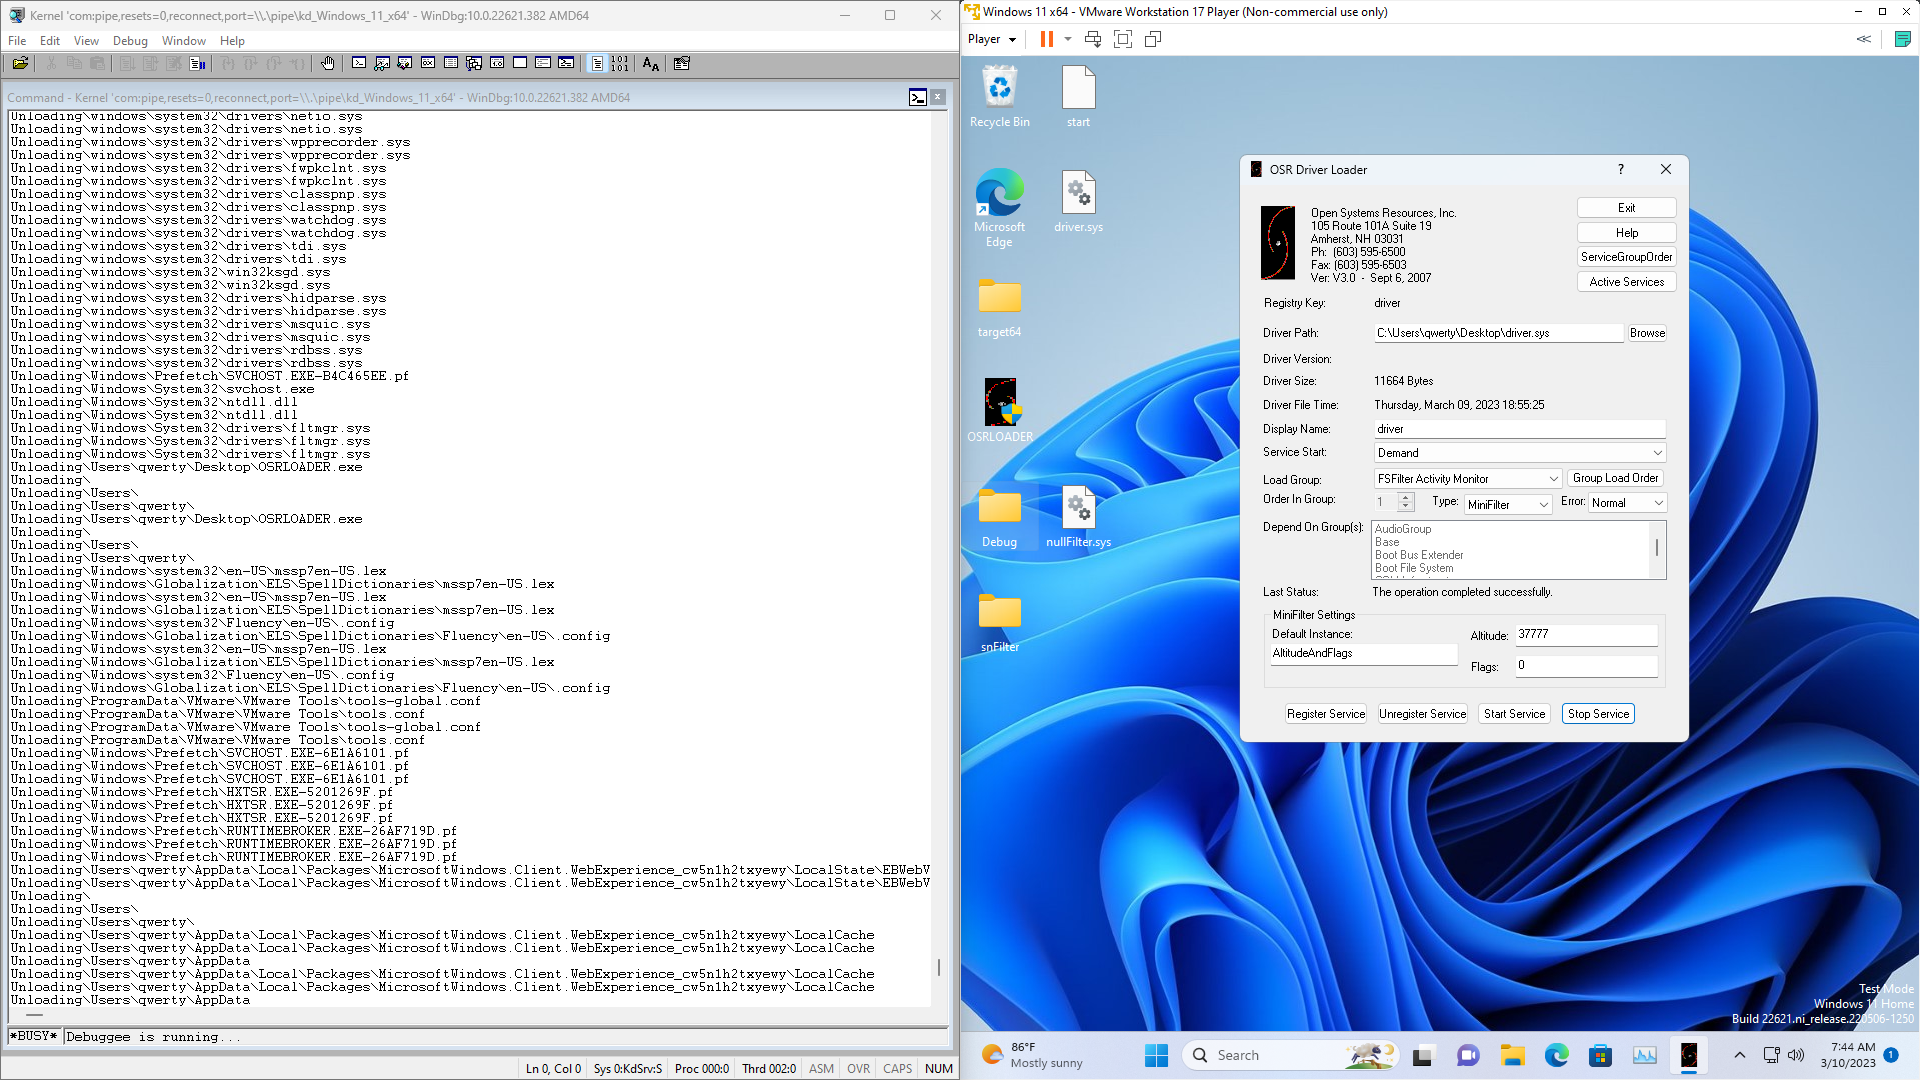 Kernel 'com:pipe,resets=0,reconnect,port=\\.\pipe\kd_Windows_11_x64' - WinDbg:10.0.22621.382 AMD64
File Edit View Debug Window Help
Command - Kernel 'com:pipe,resets=0,reconnect,port=\\.\pipe\kd_Windows_11_x64' - WinDbg:10.0.22621.382 AMD64
Unloading\windows\system32\drivers\netio.sys
Unloading\windows\system32\drivers\netio.sys
Unloading\windows\system32\drivers\wpprecorder.sys
Unloading\windows\system32\drivers\wpprecorder.sys
Unloading\windows\system32\drivers\fwpkclnt.sys
Unloading\windows\system32\drivers\fwpkclnt.sys
Unloading\windows\system32\drivers\classpnp.sys
Unloading\windows\system32\drivers\classpnp.sys
Unloading\windows\system32\drivers\watchdog.sys
Unloading\windows\system32\drivers\watchdog.sys
Unloading\windows\system32\drivers\tdi.sys
Unloading\windows\system32\drivers\tdi.sys
Unloading\windows\system32\win32ksgd.sys
Unloading\windows\system32\win32ksgd.sys
Unloading\windows\system32\drivers\hidparse.sys
Unloading\windows\system32\drivers\hidparse.sys
Unloading\windows\system32\drivers\msquic.sys
Unloading\windows\system32\drivers\msquic.sys
Unloading\windows\system32\drivers\rdbss.sys
Unloading\windows\system32\drivers\rdbss.sys
Unloading\Windows\Prefetch\SVCHOST.EXE-B4C465EE.pf
Unloading\Windows\System32\svchost.exe
Unloading\Windows\System32\ntdll.dll
Unloading\Windows\System32\ntdll.dll
Unloading\Windows\System32\drivers\fltmgr.sys
Unloading\Windows\System32\drivers\fltmgr.sys
Unloading\Windows\System32\drivers\fltmgr.sys
Unloading\Users\qwerty\Desktop\OSRLOADER.exe
Unloading\
Unloading\Users\
Unloading\Users\qwerty\
Unloading\Users\qwerty\Desktop\OSRLOADER.exe
Unloading\
Unloading\Users\
Unloading\Users\qwerty\
Unloading\Windows\system32\en-US\mssp7en-US.lex
Unloading\Windows\Globalization\ELS\SpellDictionaries\mssp7en-US.lex
Unloading\Windows\system32\en-US\mssp7en-US.lex
Unloading\Windows\Globalization\ELS\SpellDictionaries\mssp7en-US.lex
Unloading\Windows\system32\Fluency\en-US\.config
Unloading\Windows\Globalization\ELS\SpellDictionaries\Fluency\en-US\.config
Unloading\Windows\system32\en-US\mssp7en-US.lex
Unloading\Windows\Globalization\ELS\SpellDictionaries\mssp7en-US.lex
Unloading\Windows\system32\Fluency\en-US\.config
Unloading\Windows\Globalization\ELS\SpellDictionaries\Fluency\en-US\.config
Unloading\ProgramData\VMware\VMware Tools\tools-global.conf
Unloading\ProgramData\VMware\VMware Tools\tools.conf
Unloading\ProgramData\VMware\VMware Tools\tools-global.conf
Unloading\ProgramData\VMware\VMware Tools\tools.conf
Unloading\Windows\Prefetch\SVCHOST.EXE-6E1A6101.pf
Unloading\Windows\Prefetch\SVCHOST.EXE-6E1A6101.pf
Unloading\Windows\Prefetch\SVCHOST.EXE-6E1A6101.pf
Unloading\Windows\Prefetch\HXTSR.EXE-5201269F.pf
Unloading\Windows\Prefetch\HXTSR.EXE-5201269F.pf
Unloading\Windows\Prefetch\HXTSR.EXE-5201269F.pf
Unloading\Windows\Prefetch\RUNTIMEBROKER.EXE-26AF719D.pf
Unloading\Windows\Prefetch\RUNTIMEBROKER.EXE-26AF719D.pf
Unloading\Windows\Prefetch\RUNTIMEBROKER.EXE-26AF719D.pf
Unloading\Users\qwerty\AppData\Local\Packages\MicrosoftWindows.Client.WebExperience_cw5n1h2txyewy\LocalState\EBWebV
Unloading\Users\qwerty\AppData\Local\Packages\MicrosoftWindows.Client.WebExperience_cw5n1h2txyewy\LocalState\EBWebV
Unloading\
Unloading\Users\
Unloading\Users\qwerty\
Unloading\Users\qwerty\AppData\Local\Packages\MicrosoftWindows.Client.WebExperience_cw5n1h2txyewy\LocalCache
Unloading\Users\qwerty\AppData\Local\Packages\MicrosoftWindows.Client.WebExperience_cw5n1h2txyewy\LocalCache
Unloading\Users\qwerty\AppData
Unloading\Users\qwerty\AppData\Local\Packages\MicrosoftWindows.Client.WebExperience_cw5n1h2txyewy\LocalCache
Unloading\Users\qwerty\AppData\Local\Packages\MicrosoftWindows.Client.WebExperience_cw5n1h2txyewy\LocalCache
Unloading\Users\qwerty\AppData
*BUSY* Debuggee is running...
Ln 0, Col 0 Sys 0:KdSrv:S Proc 000:0 Thrd 002:0 ASM OVR CAPS NUM
Windows 11 x64 - VMware Workstation 17 Player (Non-commercial use only)
Player
Recycle Bin
start
Microsoft Edge
driver.sys
target64
OSRLOADER
Debug
nullFilter.sys
snFilter
OSR Driver Loader
?
Open Systems Resources, Inc.
105 Route 101A Suite 19
Amherst, NH 03031
Ph: (603) 595-6500
Fax: (603) 595-6503
Ver: V3.0 - Sept 6, 2007
Exit
Help
ServiceGroupOrder
Active Services
Registry Key: driver
Driver Path: C:\Users\qwerty\Desktop\driver.sys Browse
Driver Version:
Driver Size: 11664 Bytes
Driver File Time: Thursday, March 09, 2023 18:55:25
Display Name: driver
Service Start: Demand
Load Group: FSFilter Activity Monitor Group Load Order
Order In Group: 1 Type: MiniFilter Error: Normal
Depend On Group(s): AudioGroup
Base
Boot Bus Extender
Boot File System
Last Status: The operation completed successfully.
MiniFilter Settings
Default Instance: Altitude: 37777
AltitudeAndFlags
Flags: 0
Register Service Unregister Service Start Service Stop Service
Test Mode
Windows 11 Home
Build 22621.ni_release.220506-1250
86°F
Mostly sunny
Search
7:44 AM
3/10/2023
1